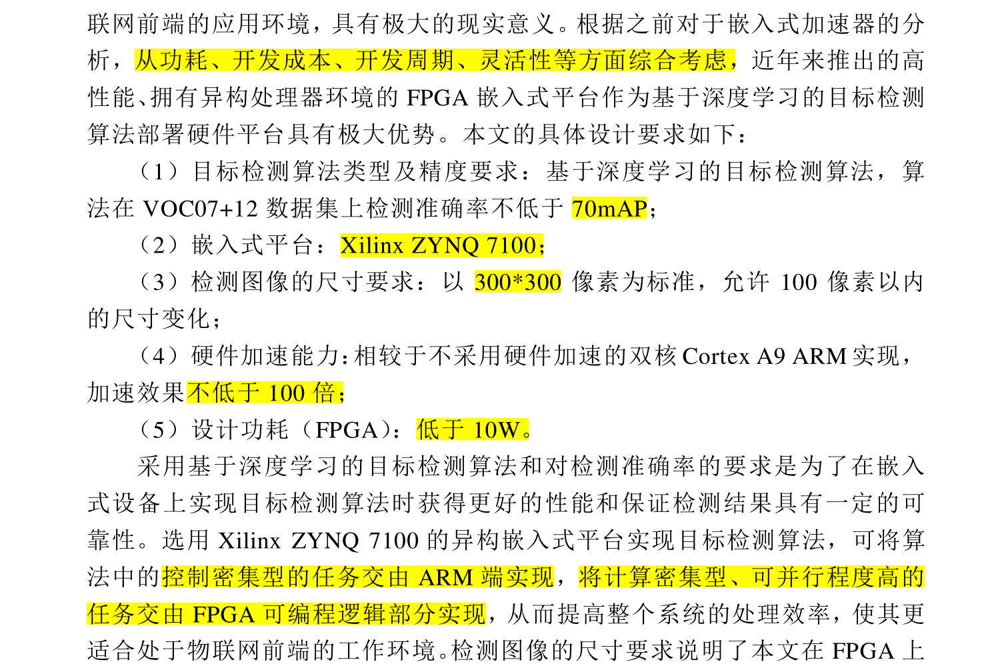 联网前端的应用环境，具有极大的现实意义。根据之前对于嵌入式加速器的分
析，从功耗、开发成本、开发周期、灵活性等方面综合考虑，近年来推出的高
性能、拥有异构处理器环境的 FPGA 嵌入式平台作为基于深度学习的目标检测
算法部署硬件平台具有极大优势。本文的具体设计要求如下：
（1）目标检测算法类型及精度要求：基于深度学习的目标检测算法，算
法在 VOC07+12 数据集上检测准确率不低于 70mAP；
（2）嵌入式平台：Xilinx ZYNQ 7100；
（3）检测图像的尺寸要求：以 300*300 像素为标准，允许 100 像素以内
的尺寸变化；
（4）硬件加速能力：相较于不采用硬件加速的双核 Cortex A9 ARM 实现，
加速效果不低于 100 倍；
（5）设计功耗（FPGA）：低于 10W。
采用基于深度学习的目标检测算法和对检测准确率的要求是为了在嵌入
式设备上实现目标检测算法时获得更好的性能和保证检测结果具有一定的可
靠性。选用 Xilinx ZYNQ 7100 的异构嵌入式平台实现目标检测算法，可将算
法中的控制密集型的任务交由 ARM 端实现，将计算密集型、可并行程度高的
任务交由 FPGA 可编程逻辑部分实现，从而提高整个系统的处理效率，使其更
适合处于物联网前端的工作环境。检测图像的尺寸要求说明了本文在 FPGA 上